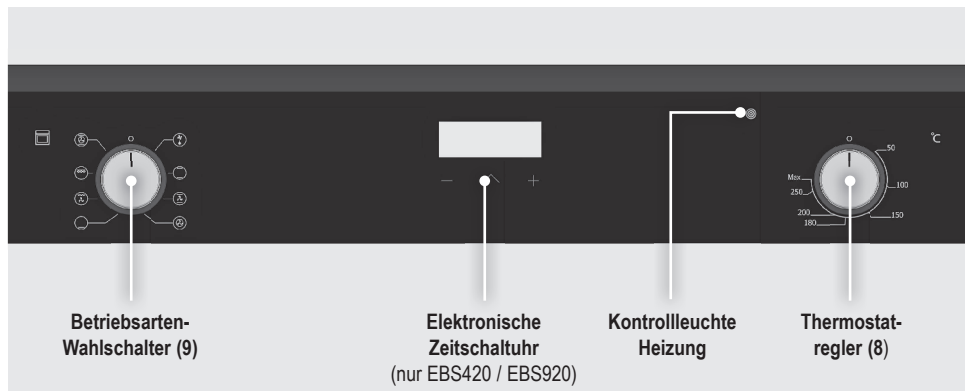 O
O
50
100
150
180
200
250
Max
°C
− +
Betriebsarten-
Wahlschalter (9)
Elektronische
Zeitschaltuhr
(nur EBS420 / EBS920)
Kontrollleuchte
Heizung
Thermostat-
regler (8)